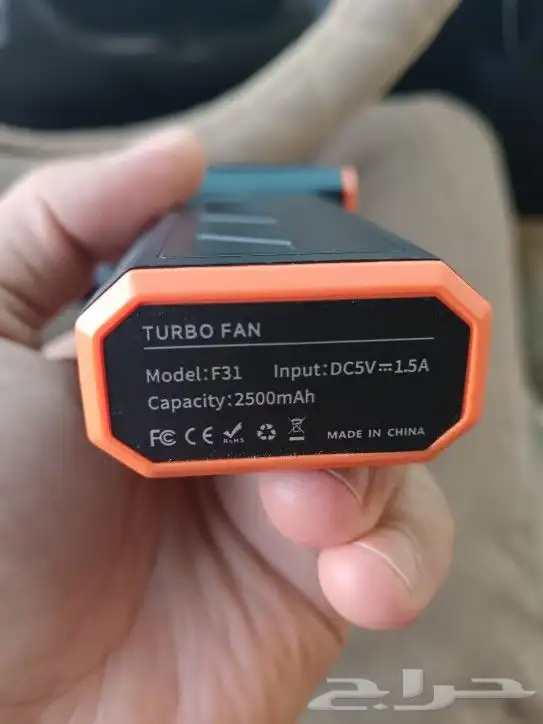 TURBO FAN
Model:F31 Input:DC5V⎓1.5A
Capacity:2500mAh
FC CE RoHS MADE IN CHINA
حراج